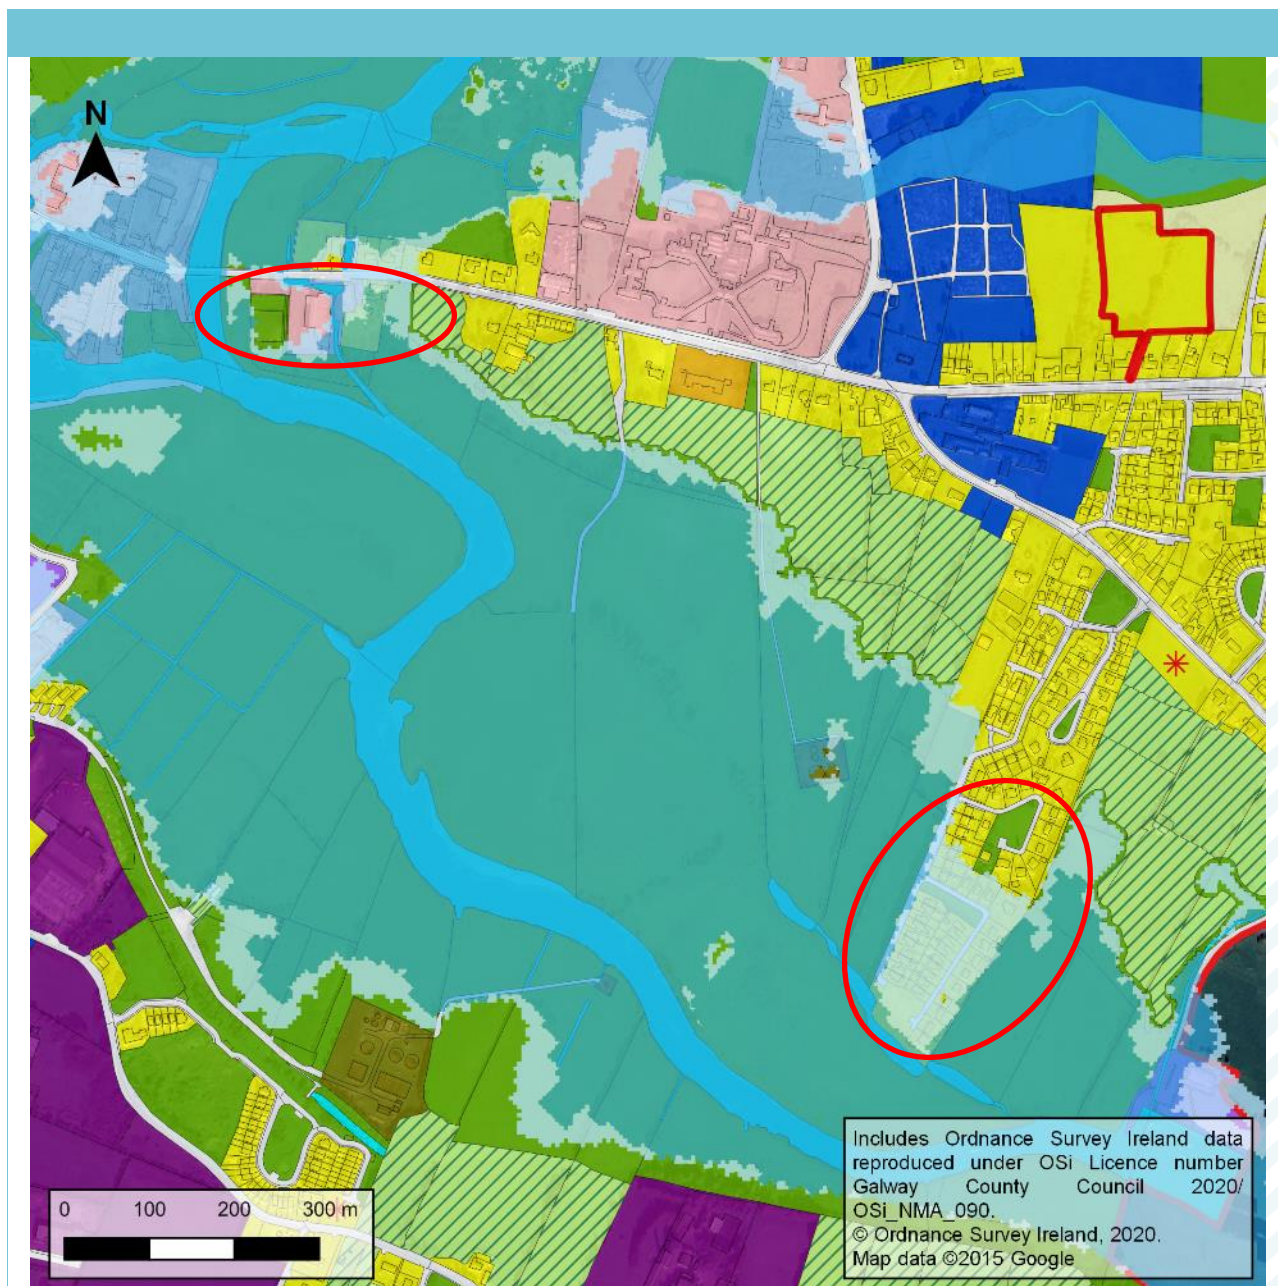 N
Includes Ordnance Survey Ireland data
reproduced under OSi Licence number
Galway County Council 2020/
OSi_NMA_090.
© Ordnance Survey Ireland, 2020.
Map data ©2015 Google
0 100 200 300 m